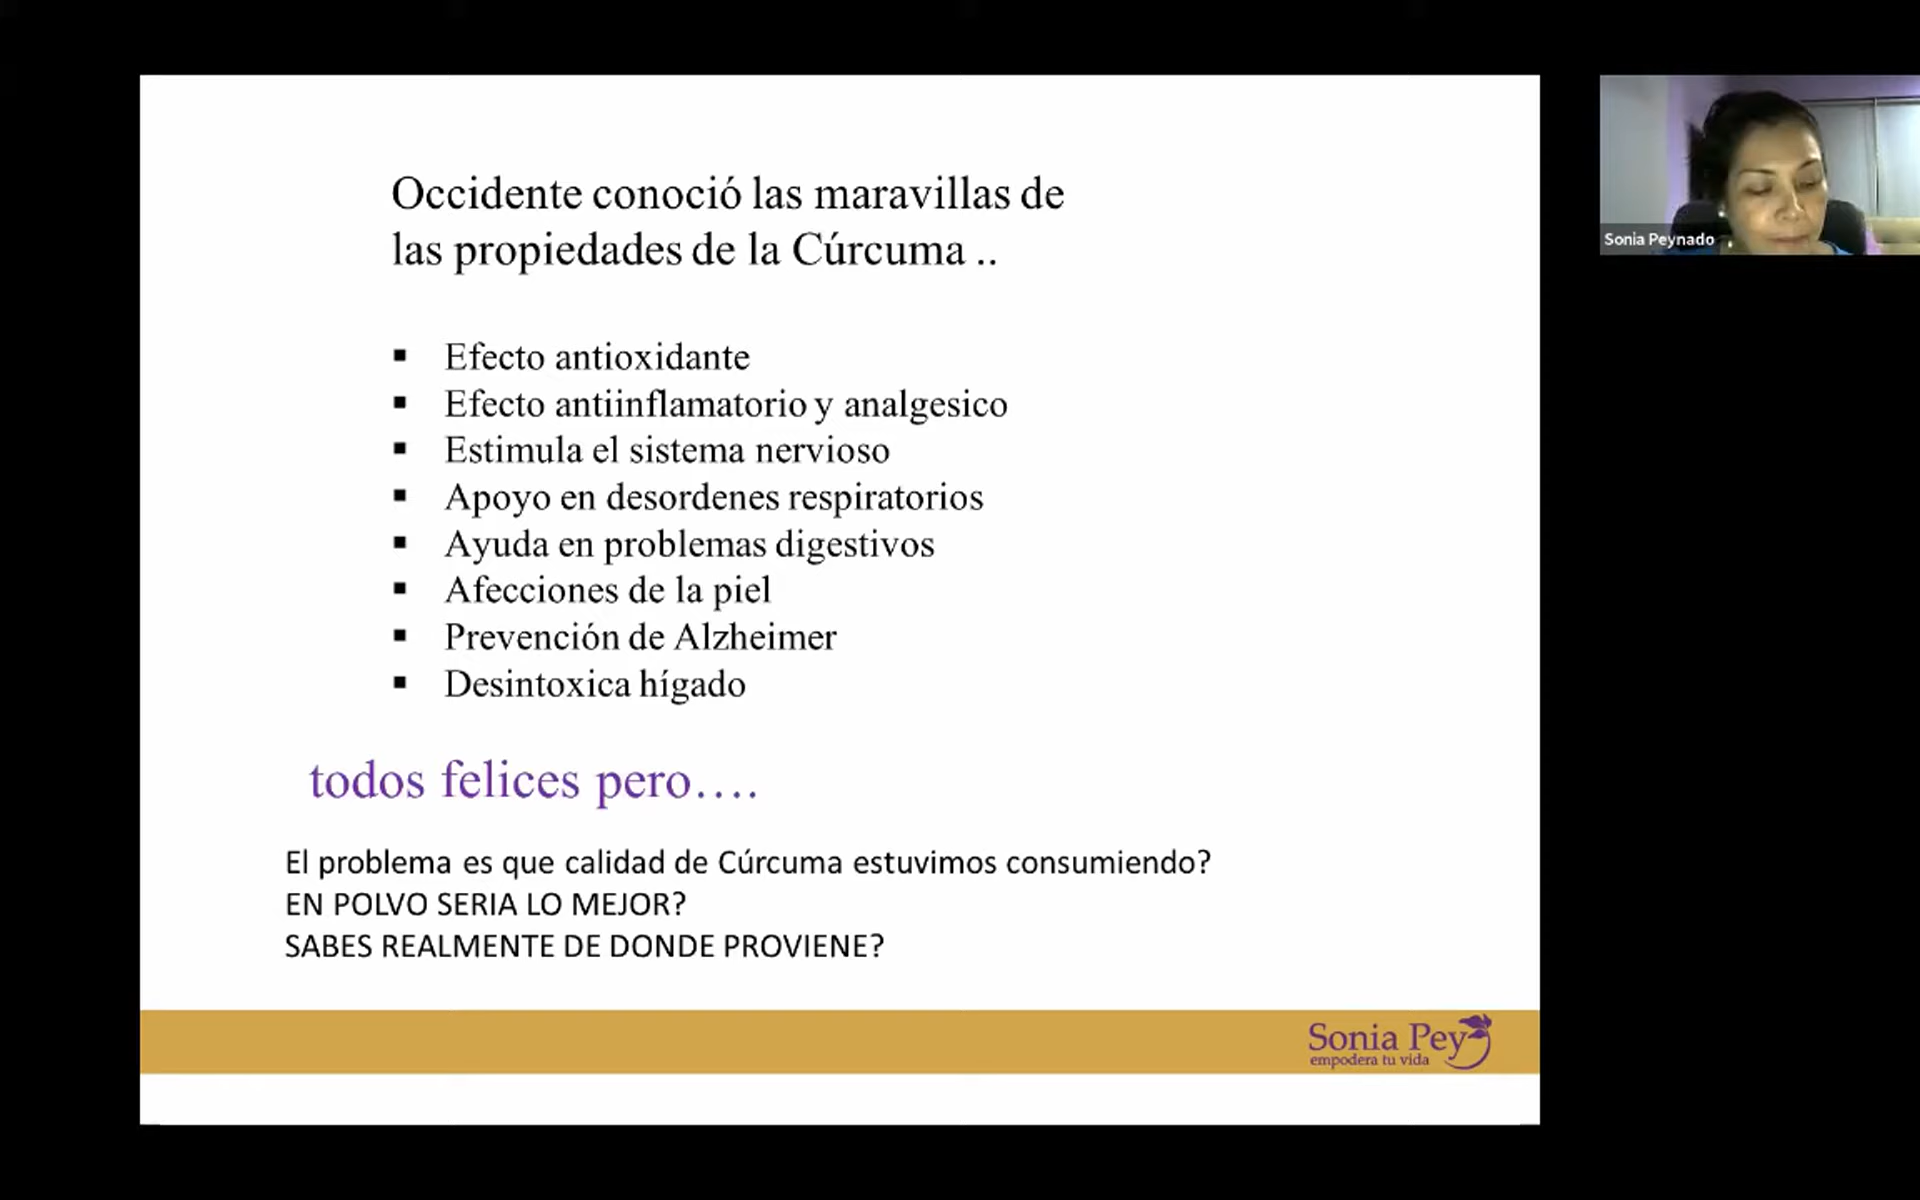 Occidente conoció las maravillas de
las propiedades de la Cúrcuma ..
▪ Efecto antioxidante
▪ Efecto antiinflamatorio y analgesico
▪ Estimula el sistema nervioso
▪ Apoyo en desordenes respiratorios
▪ Ayuda en problemas digestivos
▪ Afecciones de la piel
▪ Prevención de Alzheimer
▪ Desintoxica hígado
todos felices pero....
El problema es que calidad de Cúrcuma estuvimos consumiendo?
EN POLVO SERIA LO MEJOR?
SABES REALMENTE DE DONDE PROVIENE?
Sonia Pey
empodera tu vida
Sonia Peynado